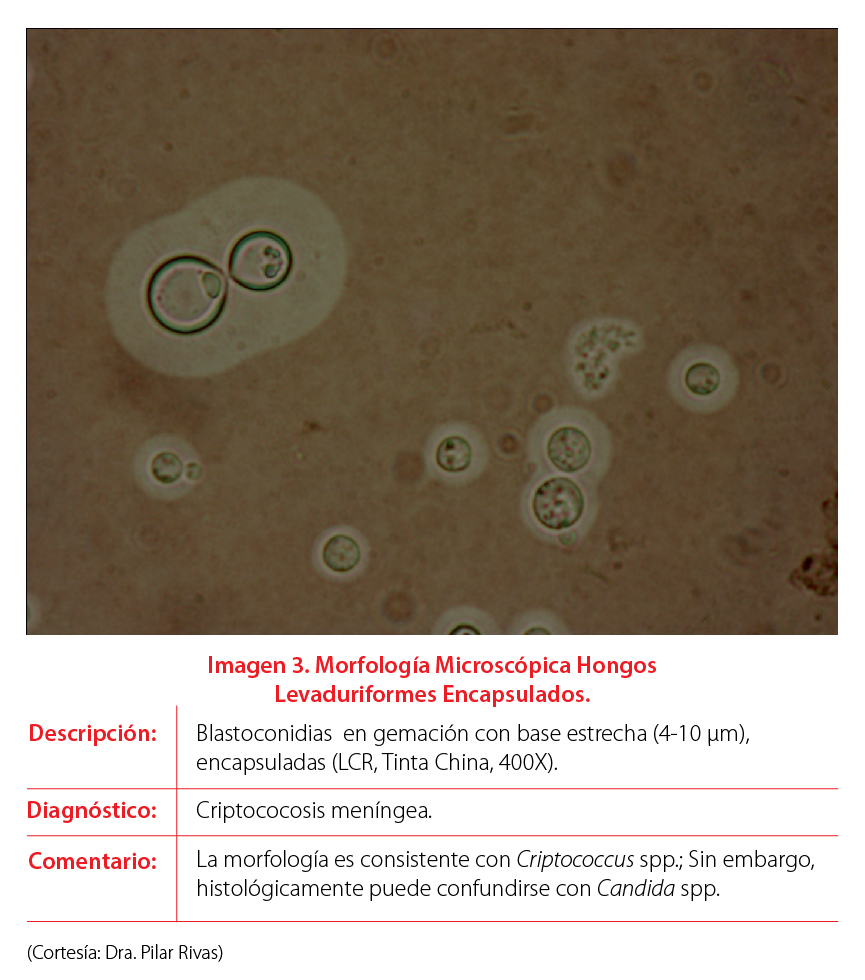 Imagen 3. Morfología Microscópica Hongos
Levaduriformes Encapsulados.
Descripción: Blastoconidias en gemación con base estrecha (4-10 µm),
encapsuladas (LCR, Tinta China, 400X).
Diagnóstico: Criptococosis meníngea.
Comentario: La morfología es consistente con Criptococcus spp.; Sin embargo,
histológicamente puede confundirse con Candida spp.
(Cortesía: Dra. Pilar Rivas)